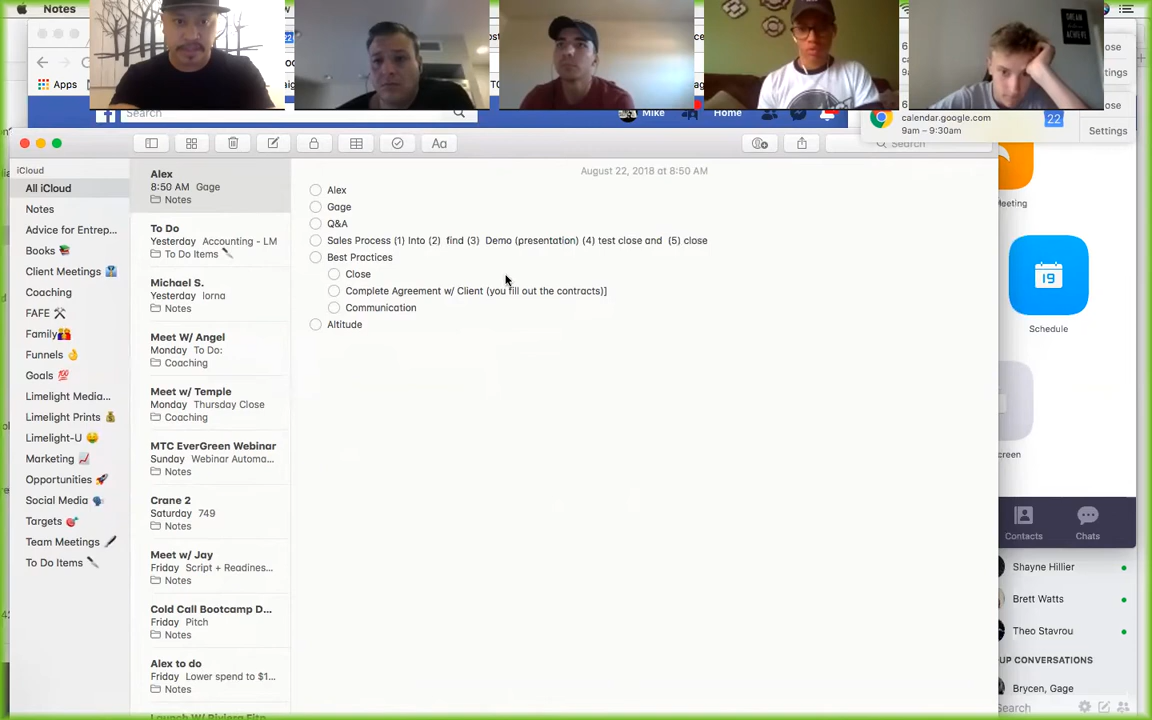 Notes
Apps
DREAM
ACHIEVE
Search
Mike
Home
calendar.google.com
9am – 9:30am
22
Settings
Aa
Search
iCloud
All iCloud
Notes
Advice for Entrep...
Books 📚
Client Meetings 👔
Coaching
FAFE ⚒
Family👨‍👩‍👧
Funnels 👌
Goals 💯
Limelight Media...
Limelight Prints 💰
Limelight-U 🤑
Marketing 📈
Opportunities 🚀
Social Media 🗣
Targets 🎯
Team Meetings 🖊
To Do Items 🔪
Alex
8:50 AM Gage
Notes
To Do
Yesterday Accounting - LM
To Do Items 🔪
Michael S.
Yesterday lorna
Notes
Meet W/ Angel
Monday To Do:
Coaching
Meet w/ Temple
Monday Thursday Close
Coaching
MTC EverGreen Webinar
Sunday Webinar Automa...
Notes
Crane 2
Saturday 749
Notes
Meet w/ Jay
Friday Script + Readines...
Notes
Cold Call Bootcamp D...
Friday Pitch
Notes
Alex to do
Friday Lower spend to $1...
Notes
August 22, 2018 at 8:50 AM
Alex
Gage
Q&A
Sales Process (1) Into (2) find (3) Demo (presentation) (4) test close and (5) close
Best Practices
Close
Complete Agreement w/ Client (you fill out the contracts)]
Communication
Altitude
Meeting
19
Schedule
creen
Contacts
Chats
Shayne Hillier
Brett Watts
Theo Stavrou
UP CONVERSATIONS
Brycen, Gage
Search